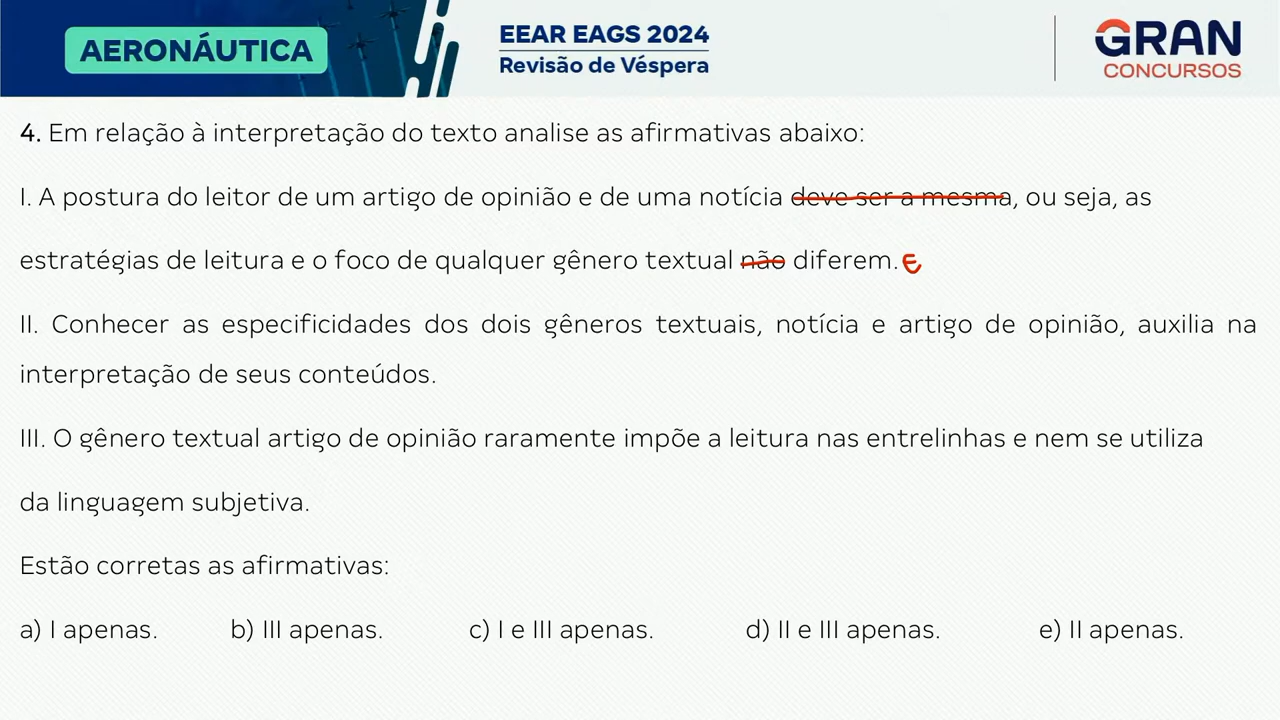 AERONÁUTICA
EEAR EAGS 2024
Revisão de Véspera
GRAN
CONCURSOS
4. Em relação à interpretação do texto analise as afirmativas abaixo:
I. A postura do leitor de um artigo de opinião e de uma notícia deve ser a mesma, ou seja, as
estratégias de leitura e o foco de qualquer gênero textual não diferem. E
II. Conhecer as especificidades dos dois gêneros textuais, notícia e artigo de opinião, auxilia na
interpretação de seus conteúdos.
III. O gênero textual artigo de opinião raramente impõe a leitura nas entrelinhas e nem se utiliza
da linguagem subjetiva.
Estão corretas as afirmativas:
a) I apenas. b) III apenas. c) I e III apenas. d) II e III apenas. e) II apenas.